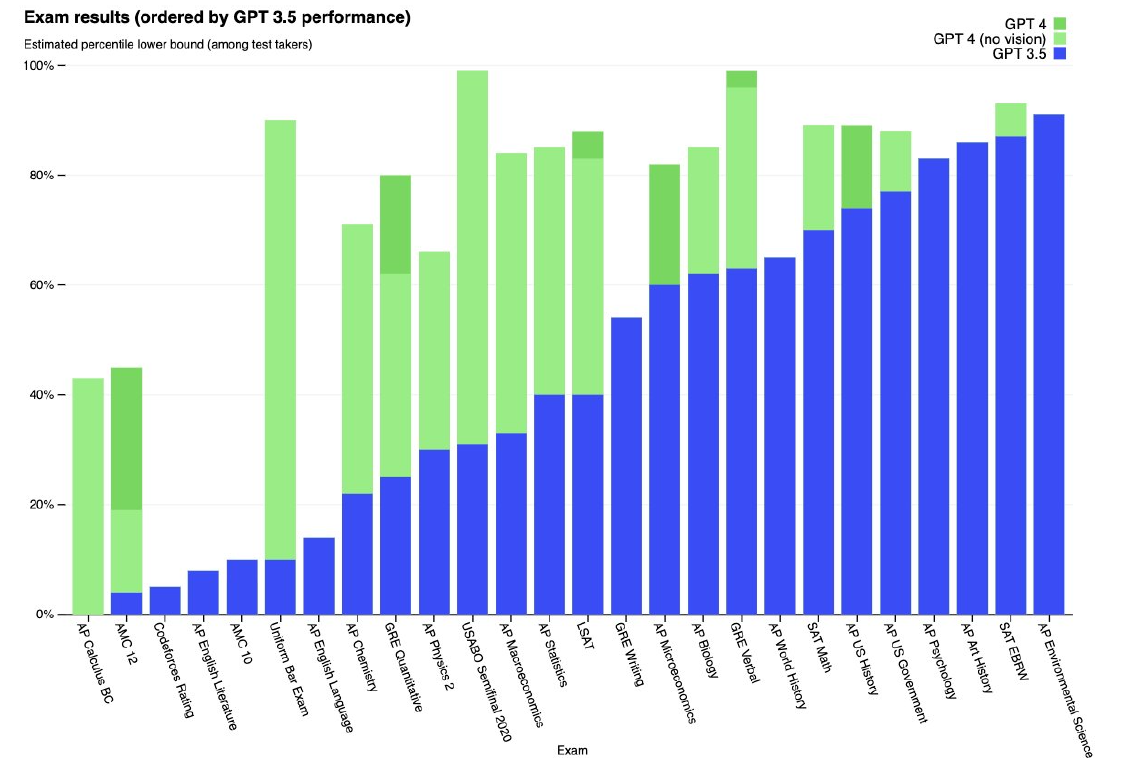 Exam results (ordered by GPT 3.5 performance)
Estimated percentile lower bound (among test takers)
GPT 4
GPT 4 (no vision)
GPT 3.5
100%
80%
60%
40%
20%
0%
AP Calculus BC
AMC 12
Codeforces Rating
AP English Literature
AMC 10
Uniform Bar Exam
AP English Language
AP Chemistry
GRE Quantitative
AP Physics 2
USABO Semifinal 2020
AP Macroeconomics
AP Statistics
LSAT
GRE Writing
AP Microeconomics
AP Biology
GRE Verbal
AP World History
SAT Math
AP US History
AP US Government
AP Psychology
AP Art History
SAT EBRW
AP Environmental Science
Exam